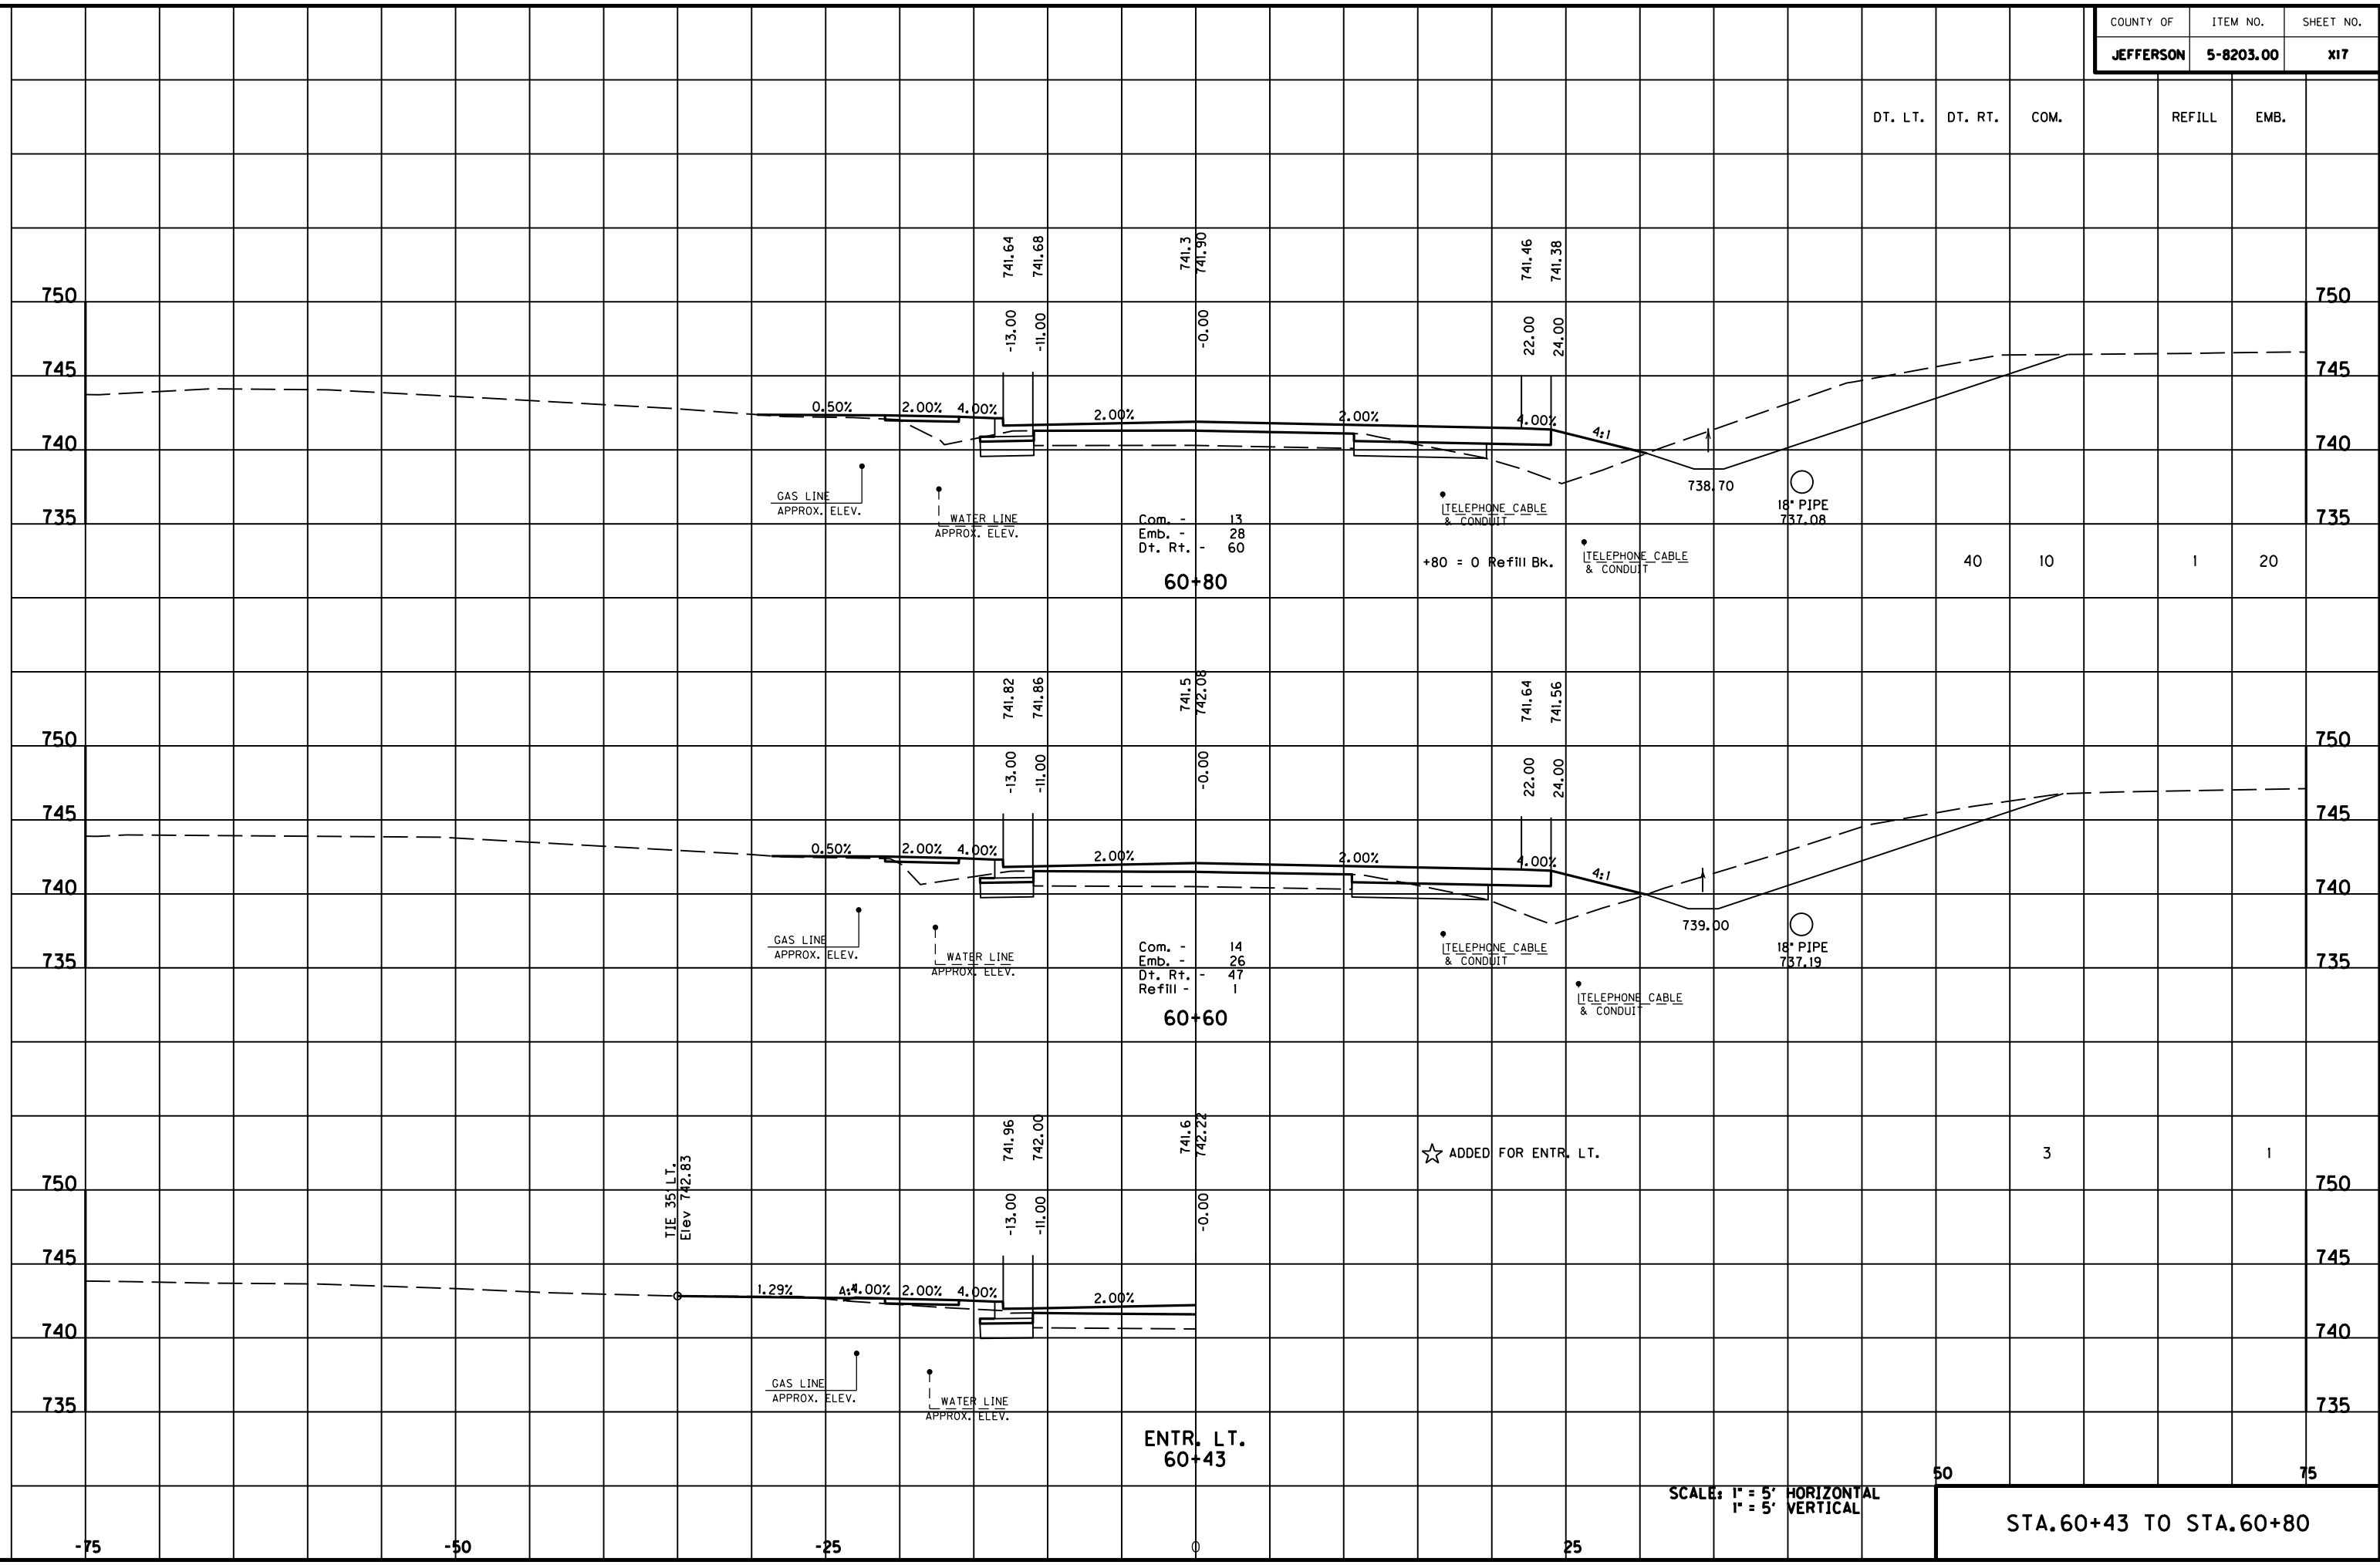 COUNTY OF ITEM NO. SHEET NO.
JEFFERSON 5-8203.00 X17
DT. LT. DT. RT. COM. REFILL EMB.
741.64 741.68 741.3 741.90 741.46 741.38
750 750
-13.00 -11.00 -0.00 22.00 24.00
745 745
0.50% 2.00% 4.00% 2.00% 2.00% 4.00% 4:1
740 740
738.70
GAS LINE
APPROX. ELEV.
WATER LINE
APPROX. ELEV.
TELEPHONE CABLE
& CONDUIT
18" PIPE
737.08
735 735
Com. - 13
Emb. - 28
Dt. Rt. - 60
60+80
+80 = 0 Refill Bk.
TELEPHONE CABLE
& CONDUIT
40 10 1 20
741.82 741.86 741.5 742.08 741.64 741.56
750 750
-13.00 -11.00 -0.00 22.00 24.00
745 745
0.50% 2.00% 4.00% 2.00% 2.00% 4.00% 4:1
740 740
739.00
GAS LINE
APPROX. ELEV.
WATER LINE
APPROX. ELEV.
TELEPHONE CABLE
& CONDUIT
18" PIPE
737.19
735 735
Com. - 14
Emb. - 26
Dt. Rt. - 47
Refill - 1
60+60
TELEPHONE CABLE
& CONDUIT
741.96 742.00 741.6 742.22
☆ ADDED FOR ENTR. LT. 3 1
TIE 35' LT.
Elev 742.83
750 750
-13.00 -11.00 -0.00
745 745
1.29% 4:1 4.00% 2.00% 4.00% 2.00%
740 740
GAS LINE
APPROX. ELEV.
WATER LINE
APPROX. ELEV.
735 735
ENTR. LT.
60+43
50 75
SCALE: 1" = 5' HORIZONTAL
1" = 5' VERTICAL
STA.60+43 TO STA.60+80
-75 -50 -25 0 25